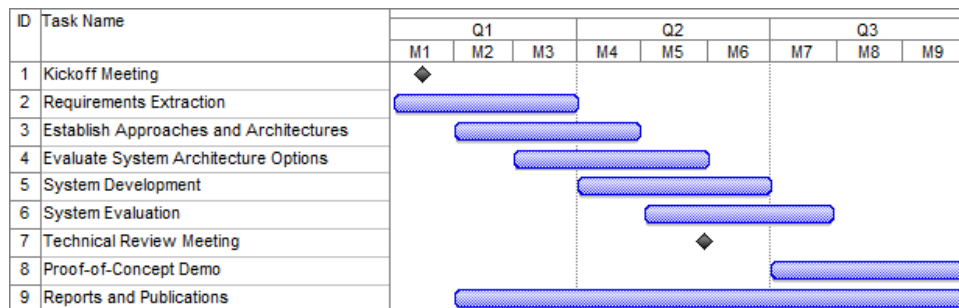 ID Task Name
Q1 Q2 Q3
M1 M2 M3 M4 M5 M6 M7 M8 M9
1 Kickoff Meeting
2 Requirements Extraction
3 Establish Approaches and Architectures
4 Evaluate System Architecture Options
5 System Development
6 System Evaluation
7 Technical Review Meeting
8 Proof-of-Concept Demo
9 Reports and Publications